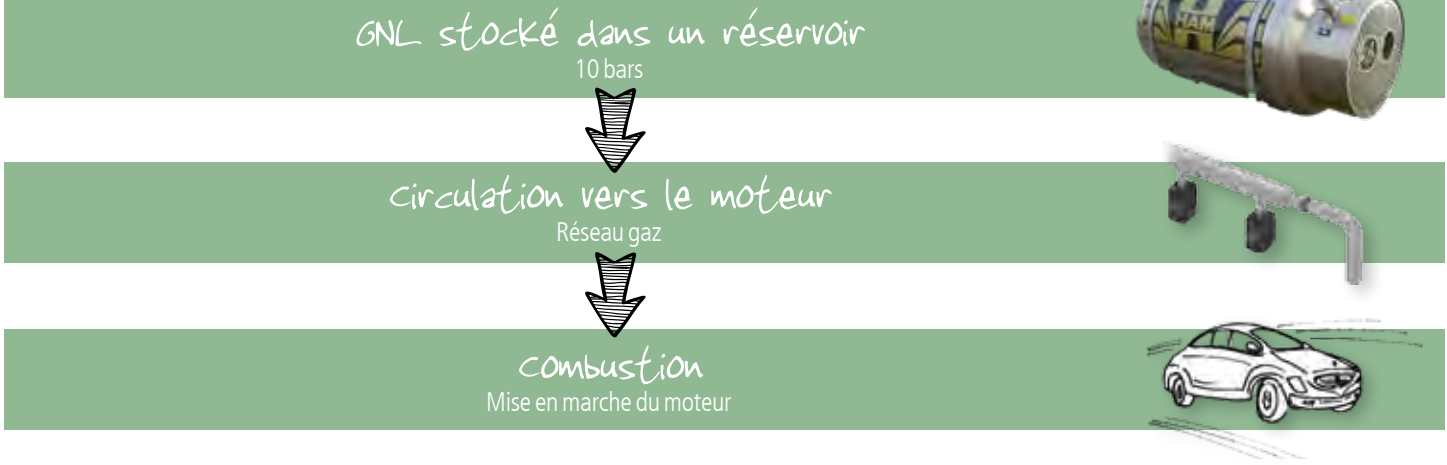 GNL stocké dans un réservoir
10 bars
HAM
Circulation vers le moteur
Réseau gaz
Combustion
Mise en marche du moteur